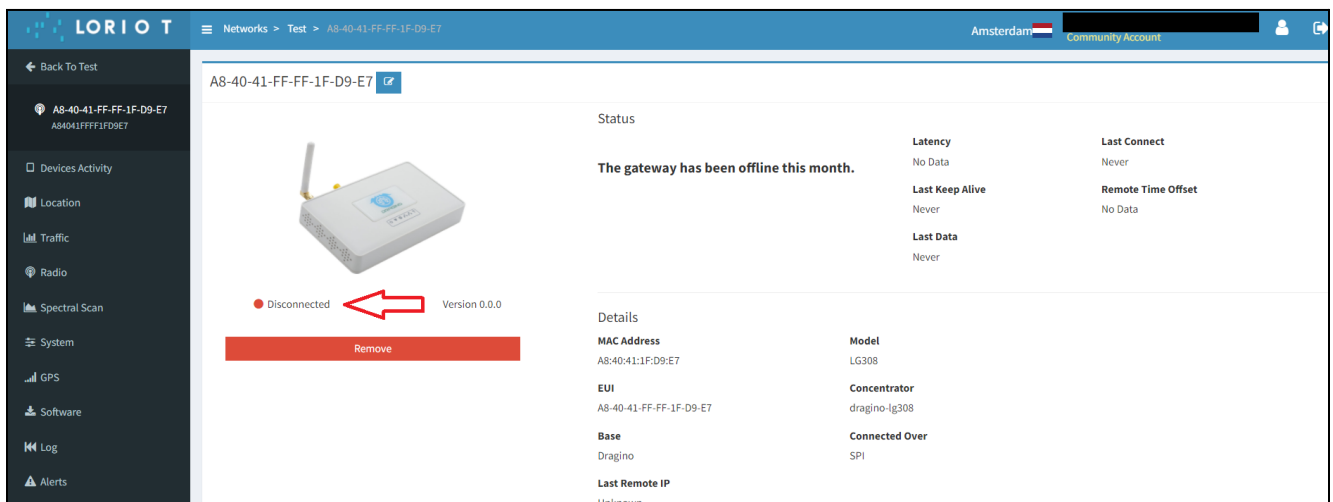 LORIOT
Networks > Test > A8-40-41-FF-FF-1F-D9-E7
Amsterdam
Community Account
Back To Test
A8-40-41-FF-FF-1F-D9-E7
A84041FFFF1FD9E7
Devices Activity
Location
Traffic
Radio
Spectral Scan
System
GPS
Software
Log
Alerts
A8-40-41-FF-FF-1F-D9-E7
Disconnected
Version 0.0.0
Remove
Status
The gateway has been offline this month.
Latency
No Data
Last Connect
Never
Last Keep Alive
Never
Remote Time Offset
No Data
Last Data
Never
Details
MAC Address
A8:40:41:1F:D9:E7
Model
LG308
EUI
A8-40-41-FF-FF-1F-D9-E7
Concentrator
dragino-lg308
Base
Dragino
Connected Over
SPI
Last Remote IP
Unknown